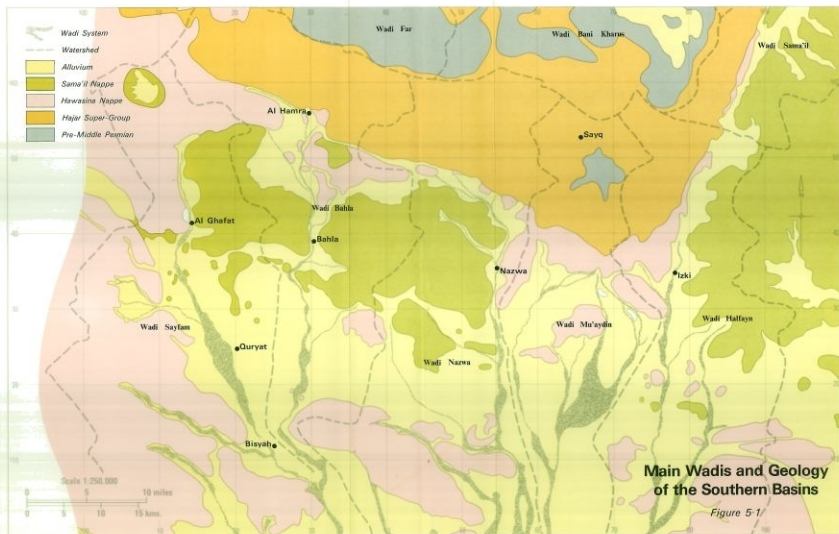 Wadi System
Watershed
Alluvium
Sama'il Nappe
Hawasina Nappe
Hajar Super-Group
Pre-Middle Permian
Wadi Far
Wadi Bani Kharus
Wadi Sama'il
Al Hamra
Sayq
Wadi Bahla
Al Ghafat
Bahla
Nazwa
Izki
Wadi Sayfam
Wadi Mu'aydin
Wadi Halfayn
Quryat
Wadi Nazwa
Bisyah
Main Wadis and Geology
of the Southern Basins
Figure 5·1
Scale 1:250,000
0 5 10 miles
0 5 10 15 kms.